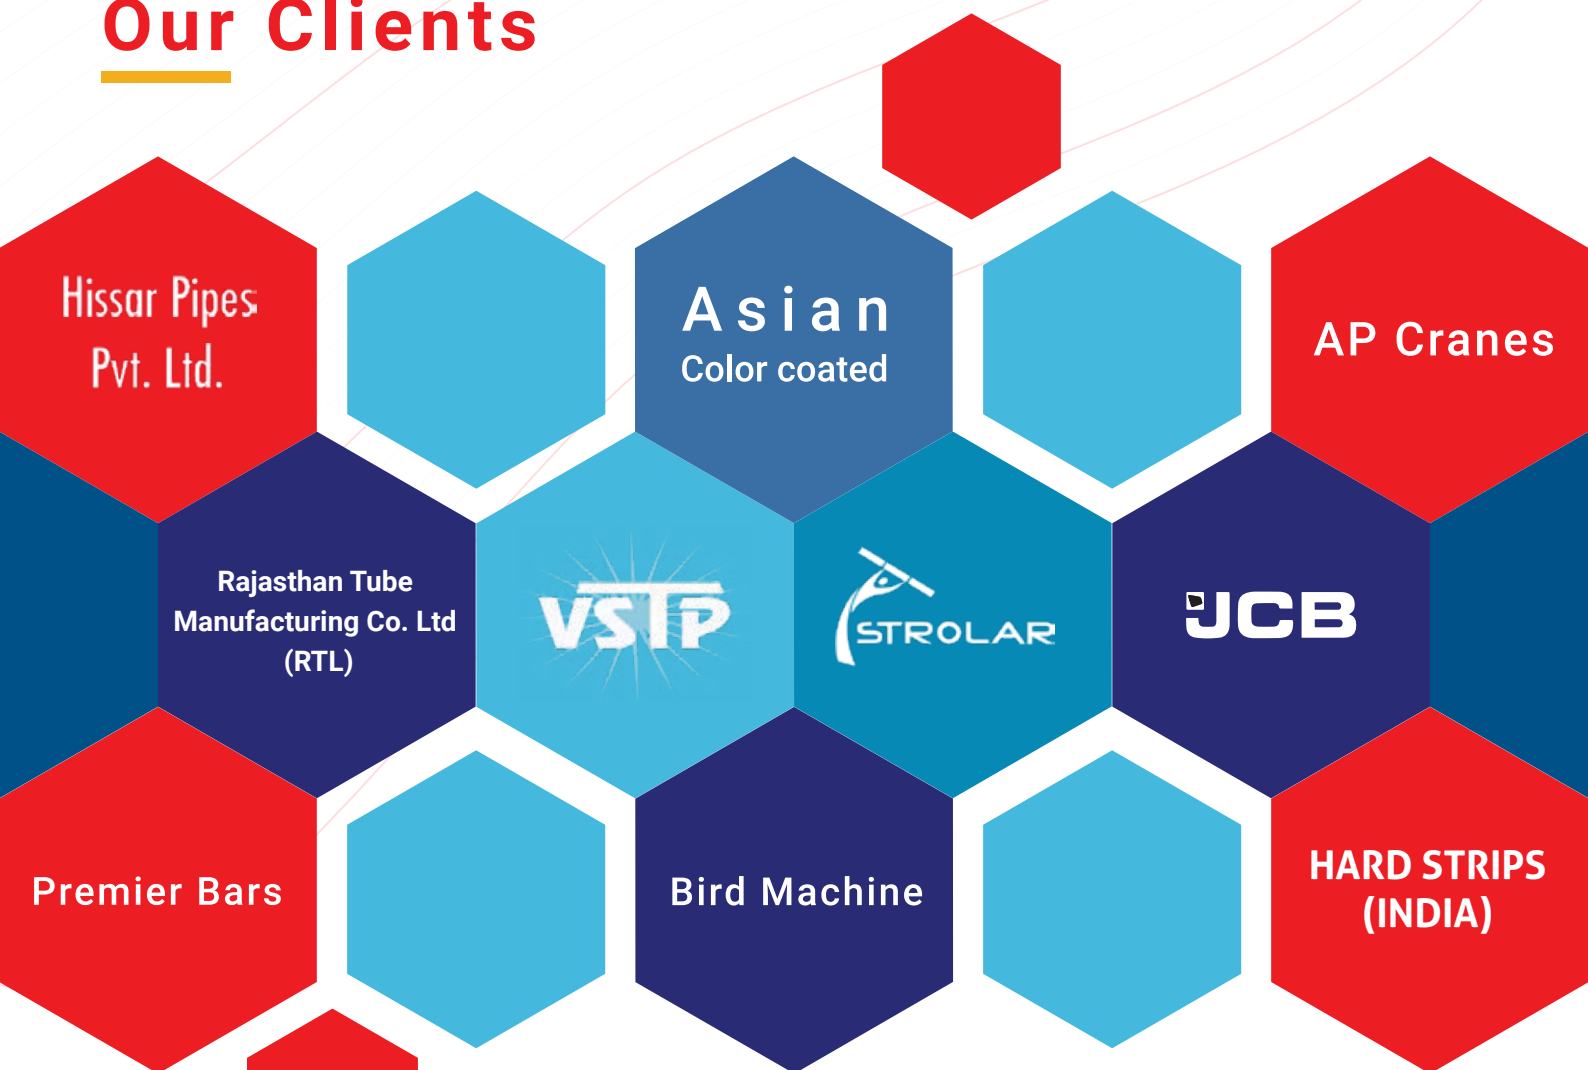 Our Clients
Hissar Pipes
Pvt. Ltd.
Asian
Color coated
AP Cranes
Rajasthan Tube
Manufacturing Co. Ltd
(RTL)
VSTP
STROLAR
JCB
Premier Bars
Bird Machine
HARD STRIPS
(INDIA)